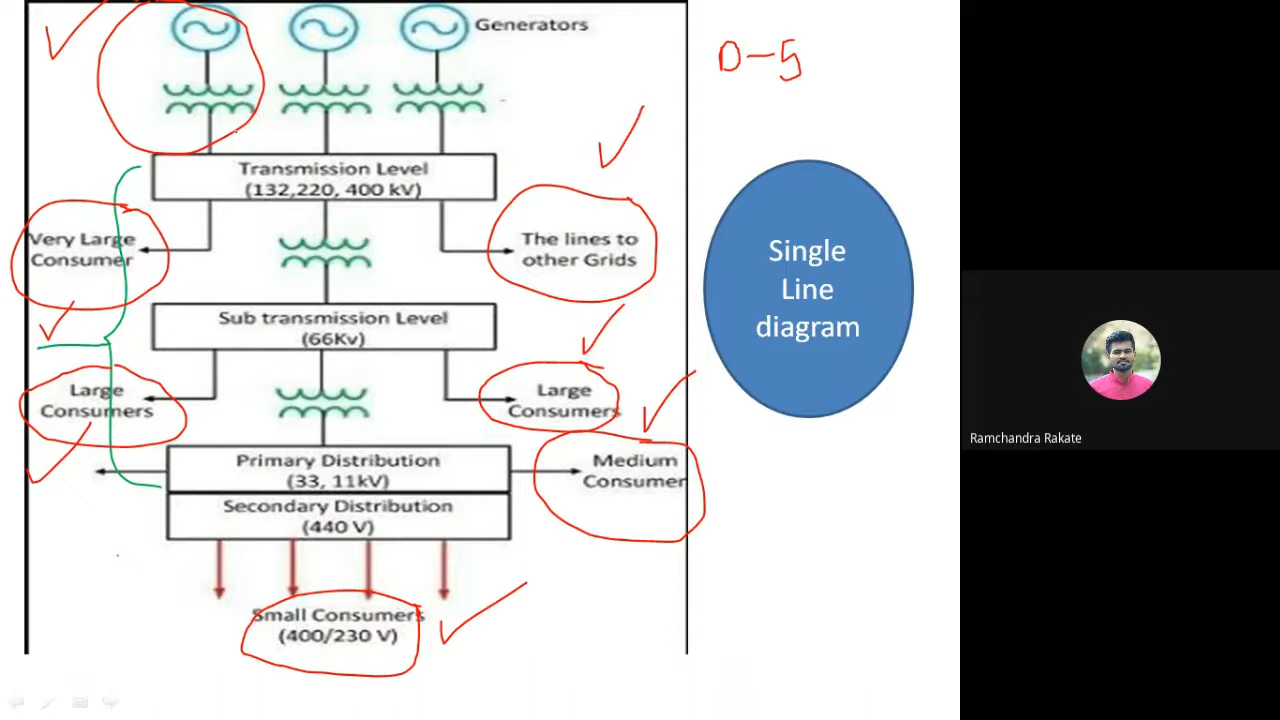 Generators
0-5
Transmission Level
(132,220, 400 kV)
Very Large
Consumer
The lines to
other Grids
Single
Line
diagram
Sub transmission Level
(66Kv)
Large
Consumers
Large
Consumers
Primary Distribution
(33, 11kV)
Medium
Consumer
Secondary Distribution
(440 V)
Small Consumers
(400/230 V)
Ramchandra Rakate